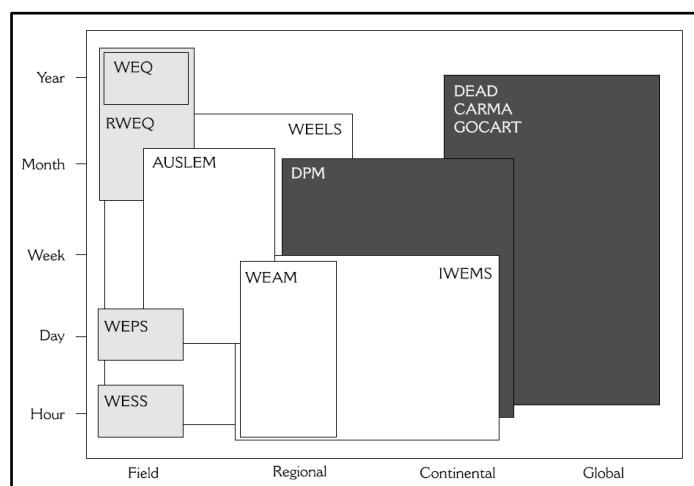 Year
WEQ
DEAD
CARMA
GOCART
RWEQ
WEELS
Month
AUSLEM
DPM
Week
WEAM
IWEMS
Day
WEPS
Hour
WESS
Field
Regional
Continental
Global